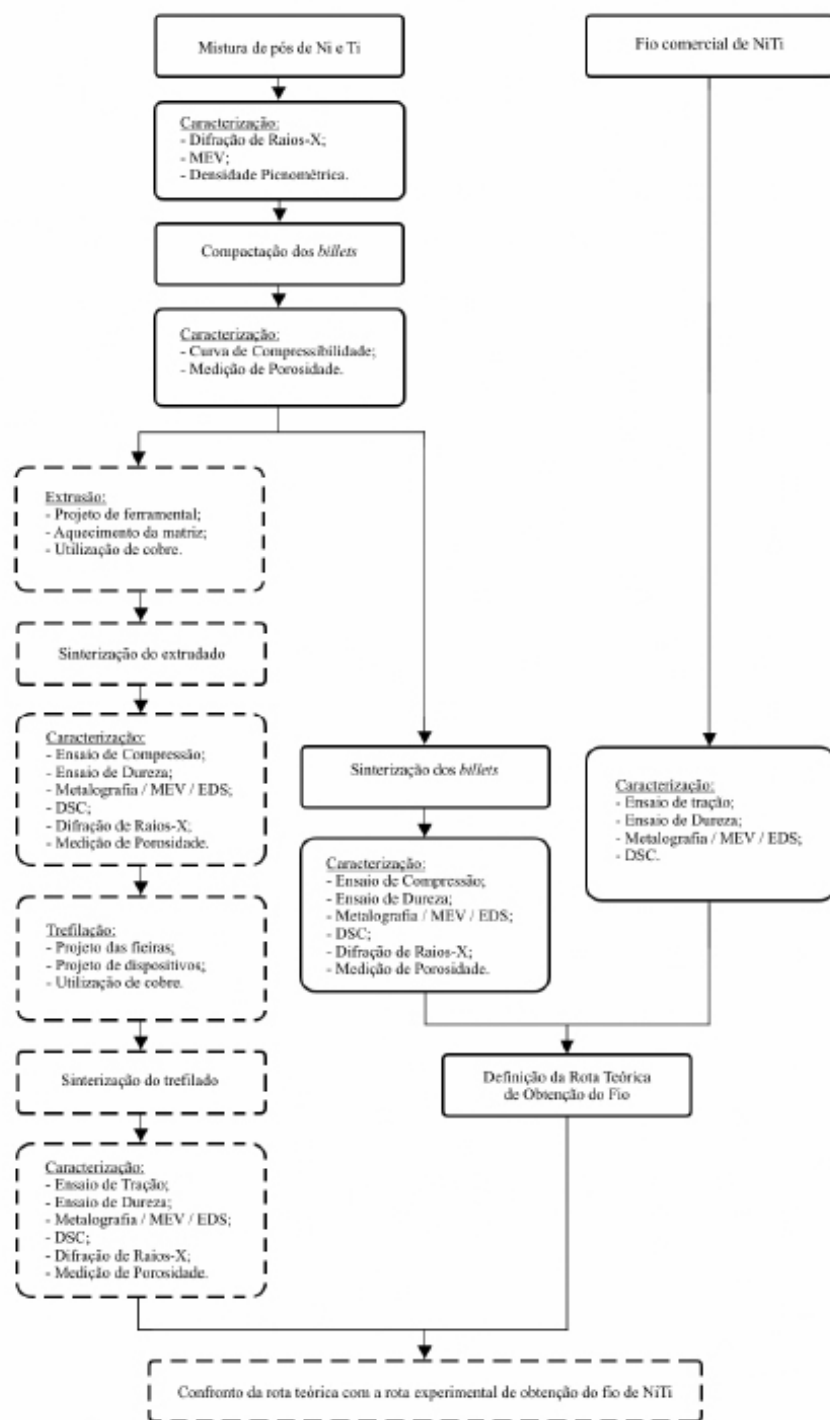 Mistura de pós de Ni e Ti
Fio comercial de NiTi
Caracterização:
- Difração de Raios-X;
- MEV;
- Densidade Picnométrica.
Compactação dos billets
Caracterização:
- Curva de Compressibilidade;
- Medição de Porosidade.
Extrusão:
- Projeto de ferramental;
- Aquecimento da matriz;
- Utilização de cobre.
Sinterização do extrudado
Caracterização:
- Ensaio de Compressão;
- Ensaio de Dureza;
- Metalografia / MEV / EDS;
- DSC;
- Difração de Raios-X;
- Medição de Porosidade.
Sinterização dos billets
Caracterização:
- Ensaio de tração;
- Ensaio de Dureza;
- Metalografia / MEV / EDS;
- DSC.
Caracterização:
- Ensaio de Compressão;
- Ensaio de Dureza;
- Metalografia / MEV / EDS;
- DSC;
- Difração de Raios-X;
- Medição de Porosidade.
Trefilação:
- Projeto das fieiras;
- Projeto de dispositivos;
- Utilização de cobre.
Sinterização do trefilado
Definição da Rota Teórica
de Obtenção do Fio
Caracterização:
- Ensaio de Tração;
- Ensaio de Dureza;
- Metalografia / MEV / EDS;
- DSC;
- Difração de Raios-X;
- Medição de Porosidade.
Confronto da rota teórica com a rota experimental de obtenção do fio de NiTi